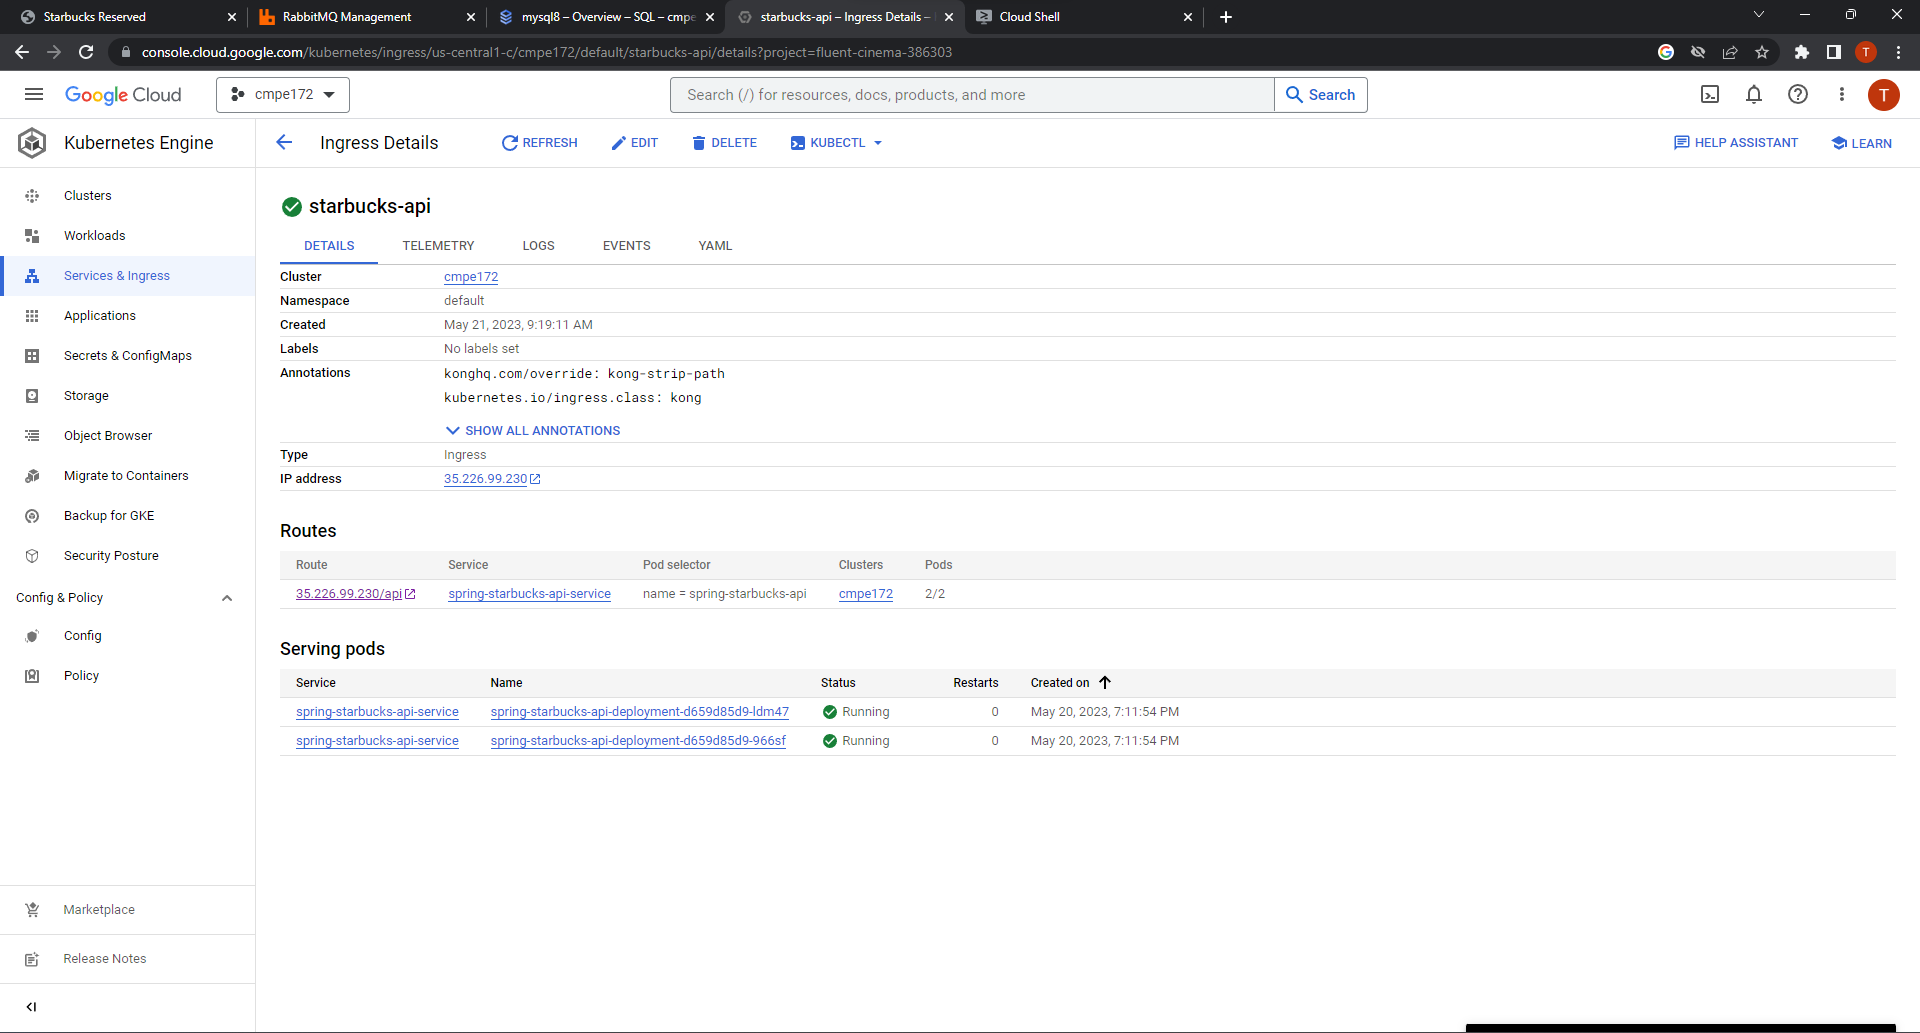 Starbucks Reserved
RabbitMQ Management
mysql8 – Overview – SQL – cmpe
starbucks-api – Ingress Details –
Cloud Shell
console.cloud.google.com/kubernetes/ingress/us-central1-c/cmpe172/default/starbucks-api/details?project=fluent-cinema-386303
T
Google Cloud
cmpe172
Search (/) for resources, docs, products, and more
Search
T
Kubernetes Engine
Ingress Details
REFRESH
EDIT
DELETE
KUBECTL
HELP ASSISTANT
LEARN
Clusters
Workloads
Services & Ingress
Applications
Secrets & ConfigMaps
Storage
Object Browser
Migrate to Containers
Backup for GKE
Security Posture
Config & Policy
Config
Policy
Marketplace
Release Notes
starbucks-api
DETAILS
TELEMETRY
LOGS
EVENTS
YAML
Cluster cmpe172
Namespace default
Created May 21, 2023, 9:19:11 AM
Labels No labels set
Annotations konghq.com/override: kong-strip-path
kubernetes.io/ingress.class: kong
SHOW ALL ANNOTATIONS
Type Ingress
IP address 35.226.99.230
Routes
Route Service Pod selector Clusters Pods
35.226.99.230/api spring-starbucks-api-service name = spring-starbucks-api cmpe172 2/2
Serving pods
Service Name Status Restarts Created on
spring-starbucks-api-service spring-starbucks-api-deployment-d659d85d9-ldm47 Running 0 May 20, 2023, 7:11:54 PM
spring-starbucks-api-service spring-starbucks-api-deployment-d659d85d9-966sf Running 0 May 20, 2023, 7:11:54 PM